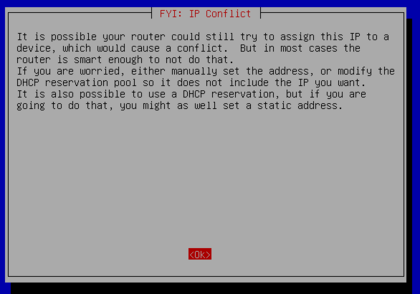 FYI: IP Conflict
It is possible your router could still try to assign this IP to a
device, which would cause a conflict.  But in most cases the
router is smart enough to not do that.
If you are worried, either manually set the address, or modify the
DHCP reservation pool so it does not include the IP you want.
It is also possible to use a DHCP reservation, but if you are
going to do that, you might as well set a static address.
<Ok>